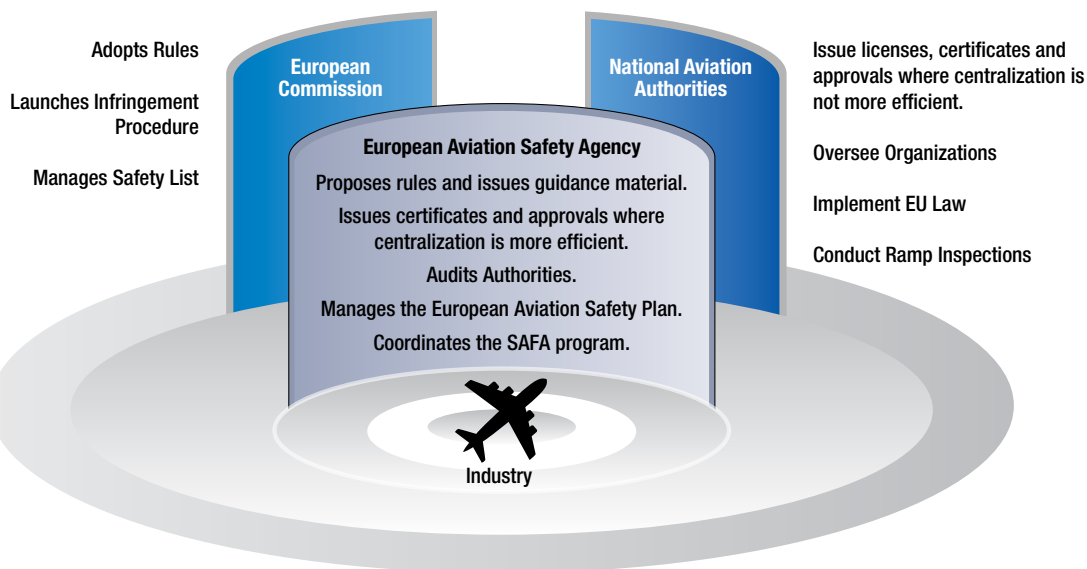 Adopts Rules
Launches Infringement
Procedure
Manages Safety List
European
Commission
National Aviation
Authorities
Issue licenses, certificates and
approvals where centralization is
not more efficient.
Oversee Organizations
Implement EU Law
Conduct Ramp Inspections
European Aviation Safety Agency
Proposes rules and issues guidance material.
Issues certificates and approvals where
centralization is more efficient.
Audits Authorities.
Manages the European Aviation Safety Plan.
Coordinates the SAFA program.
Industry